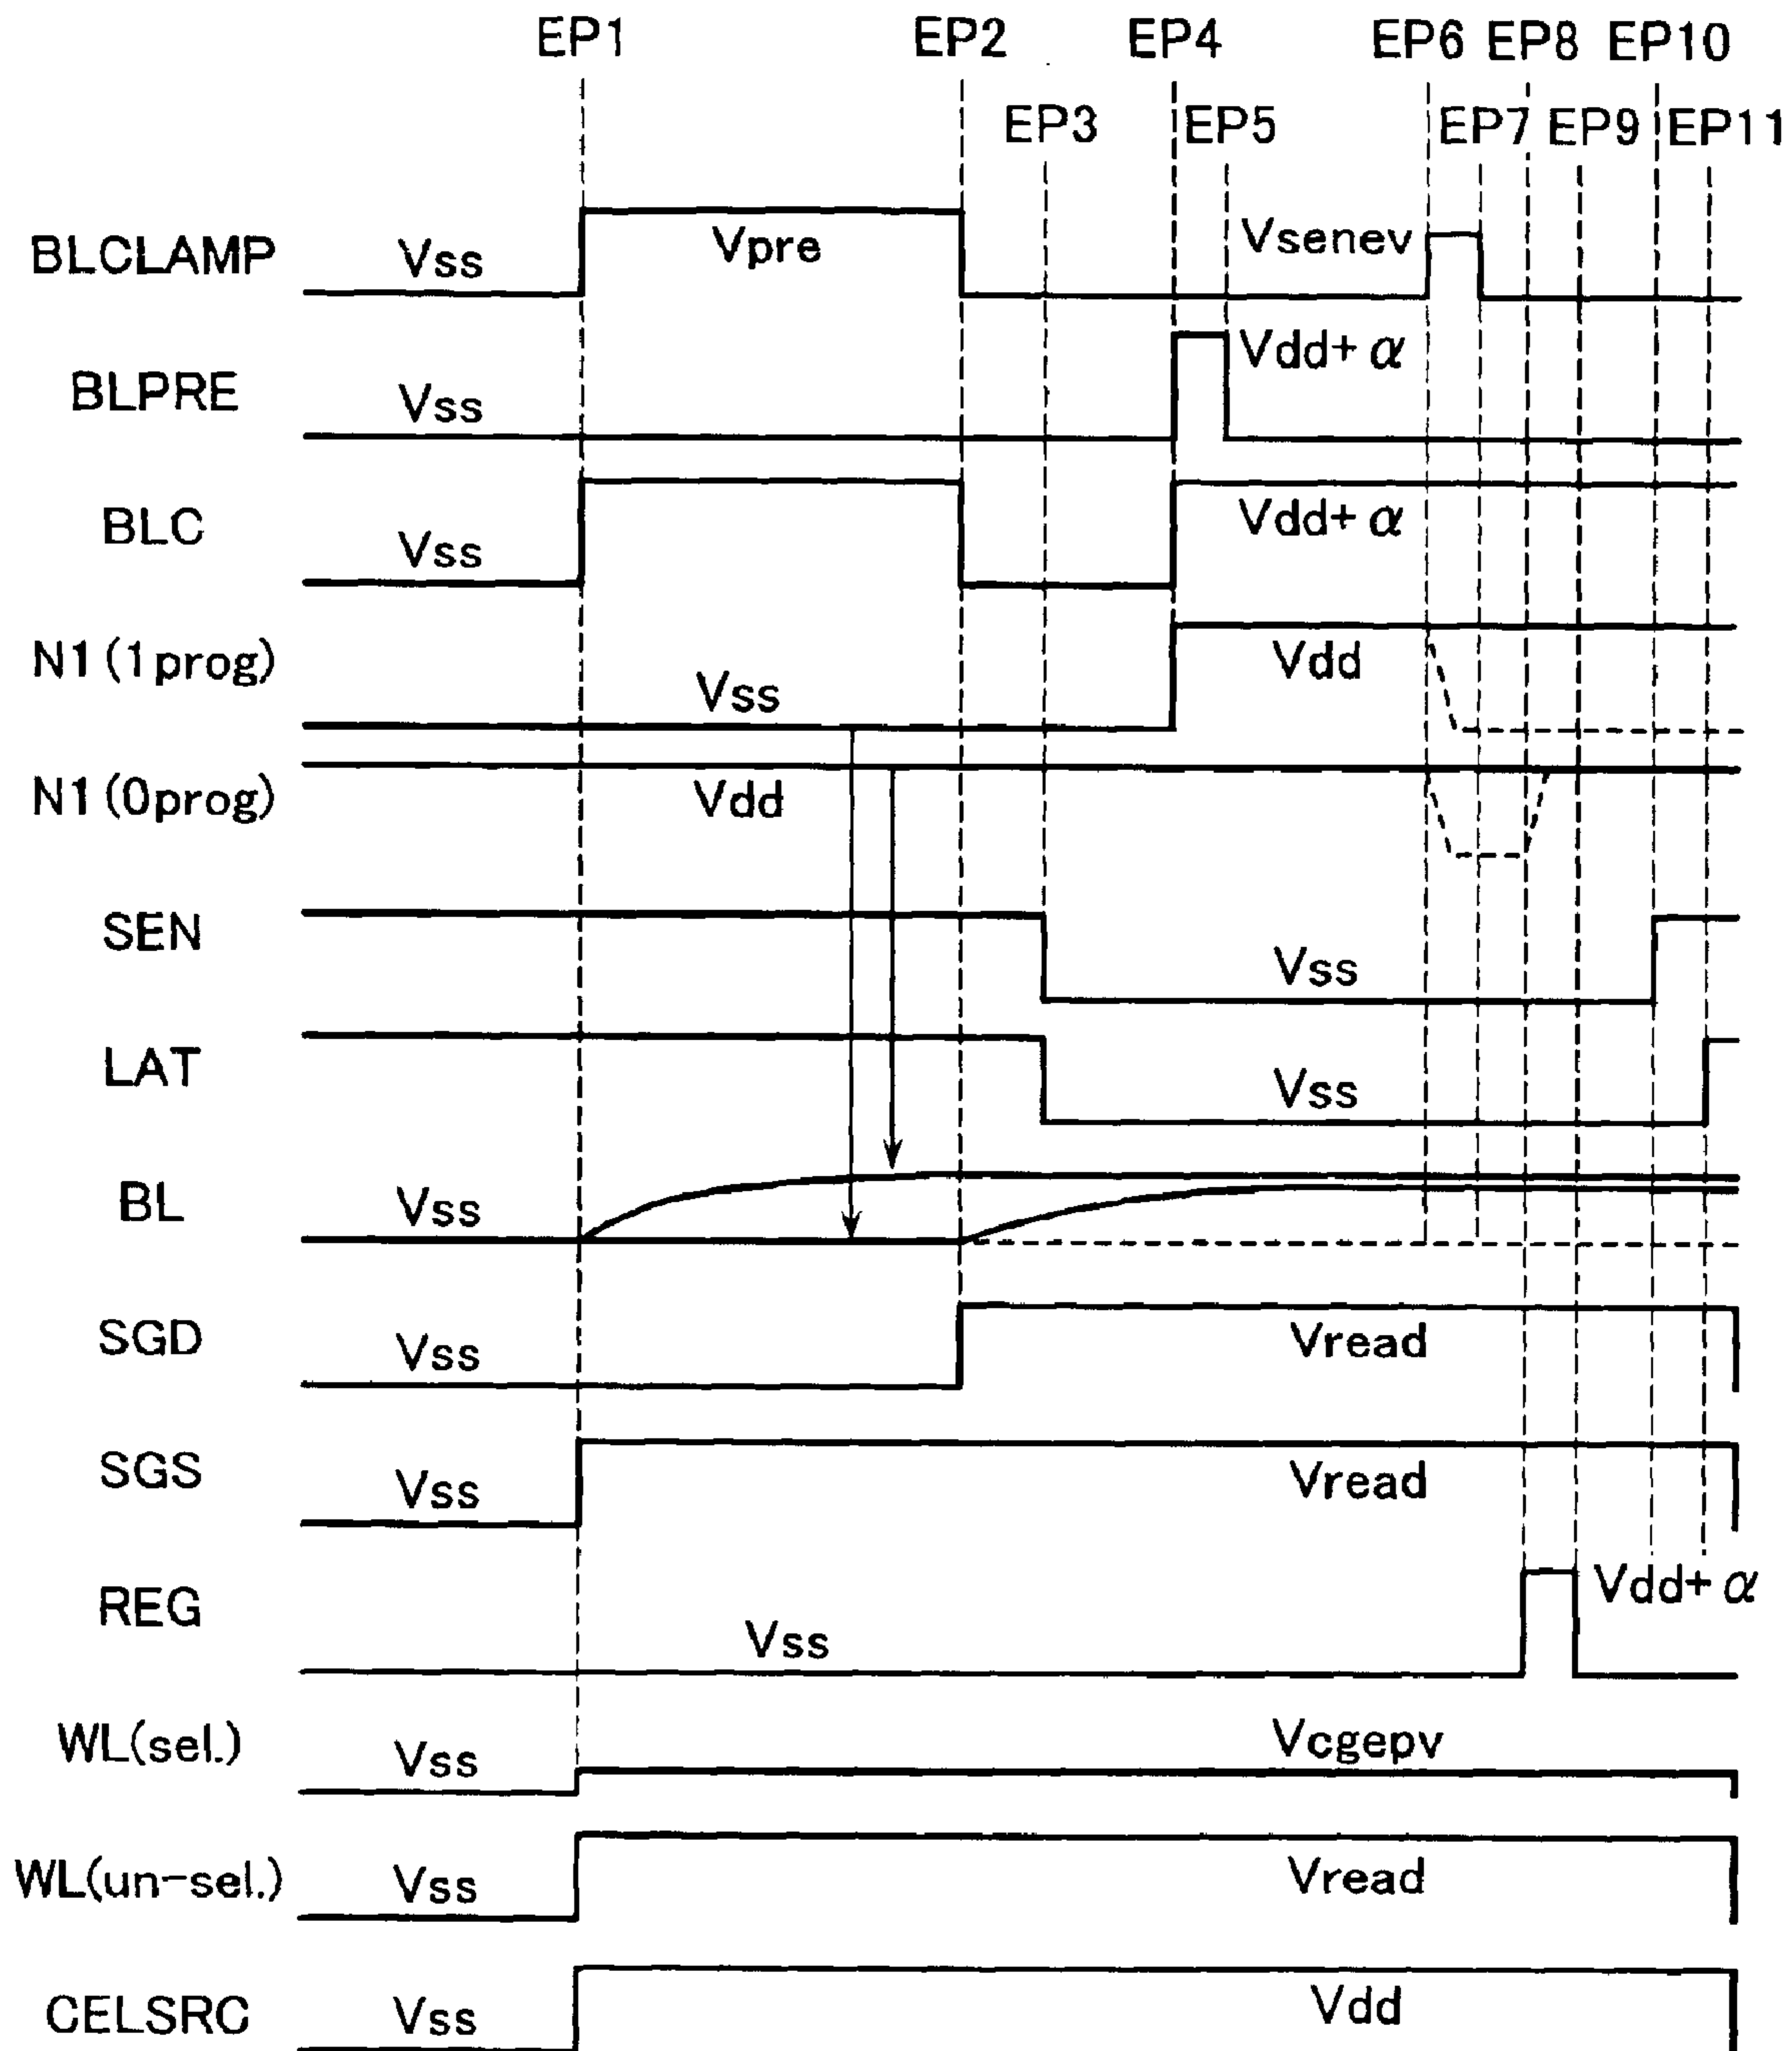 EP1 EP2 EP4 EP6 EP8 EP10
EP3 EP5 EP7 EP9 EP11
BLCLAMP Vss Vpre Vsenev
BLPRE Vss Vdd+ α
BLC Vss Vdd+ α
N1(1prog) Vss Vdd
N1(0prog) Vdd
SEN Vss
LAT Vss
BL Vss
SGD Vss Vread
SGS Vss Vread
REG Vss Vdd+ α
WL(sel.) Vss Vcgepv
WL(un-sel.) Vss Vread
CELSRC Vss Vdd